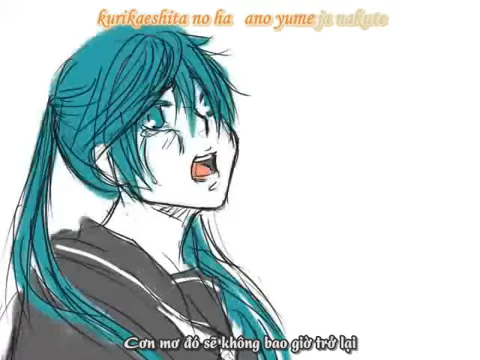 kurikaeshita no ha ano yume ja nakute
Cơn mơ đó sẽ không bao giờ trở lại